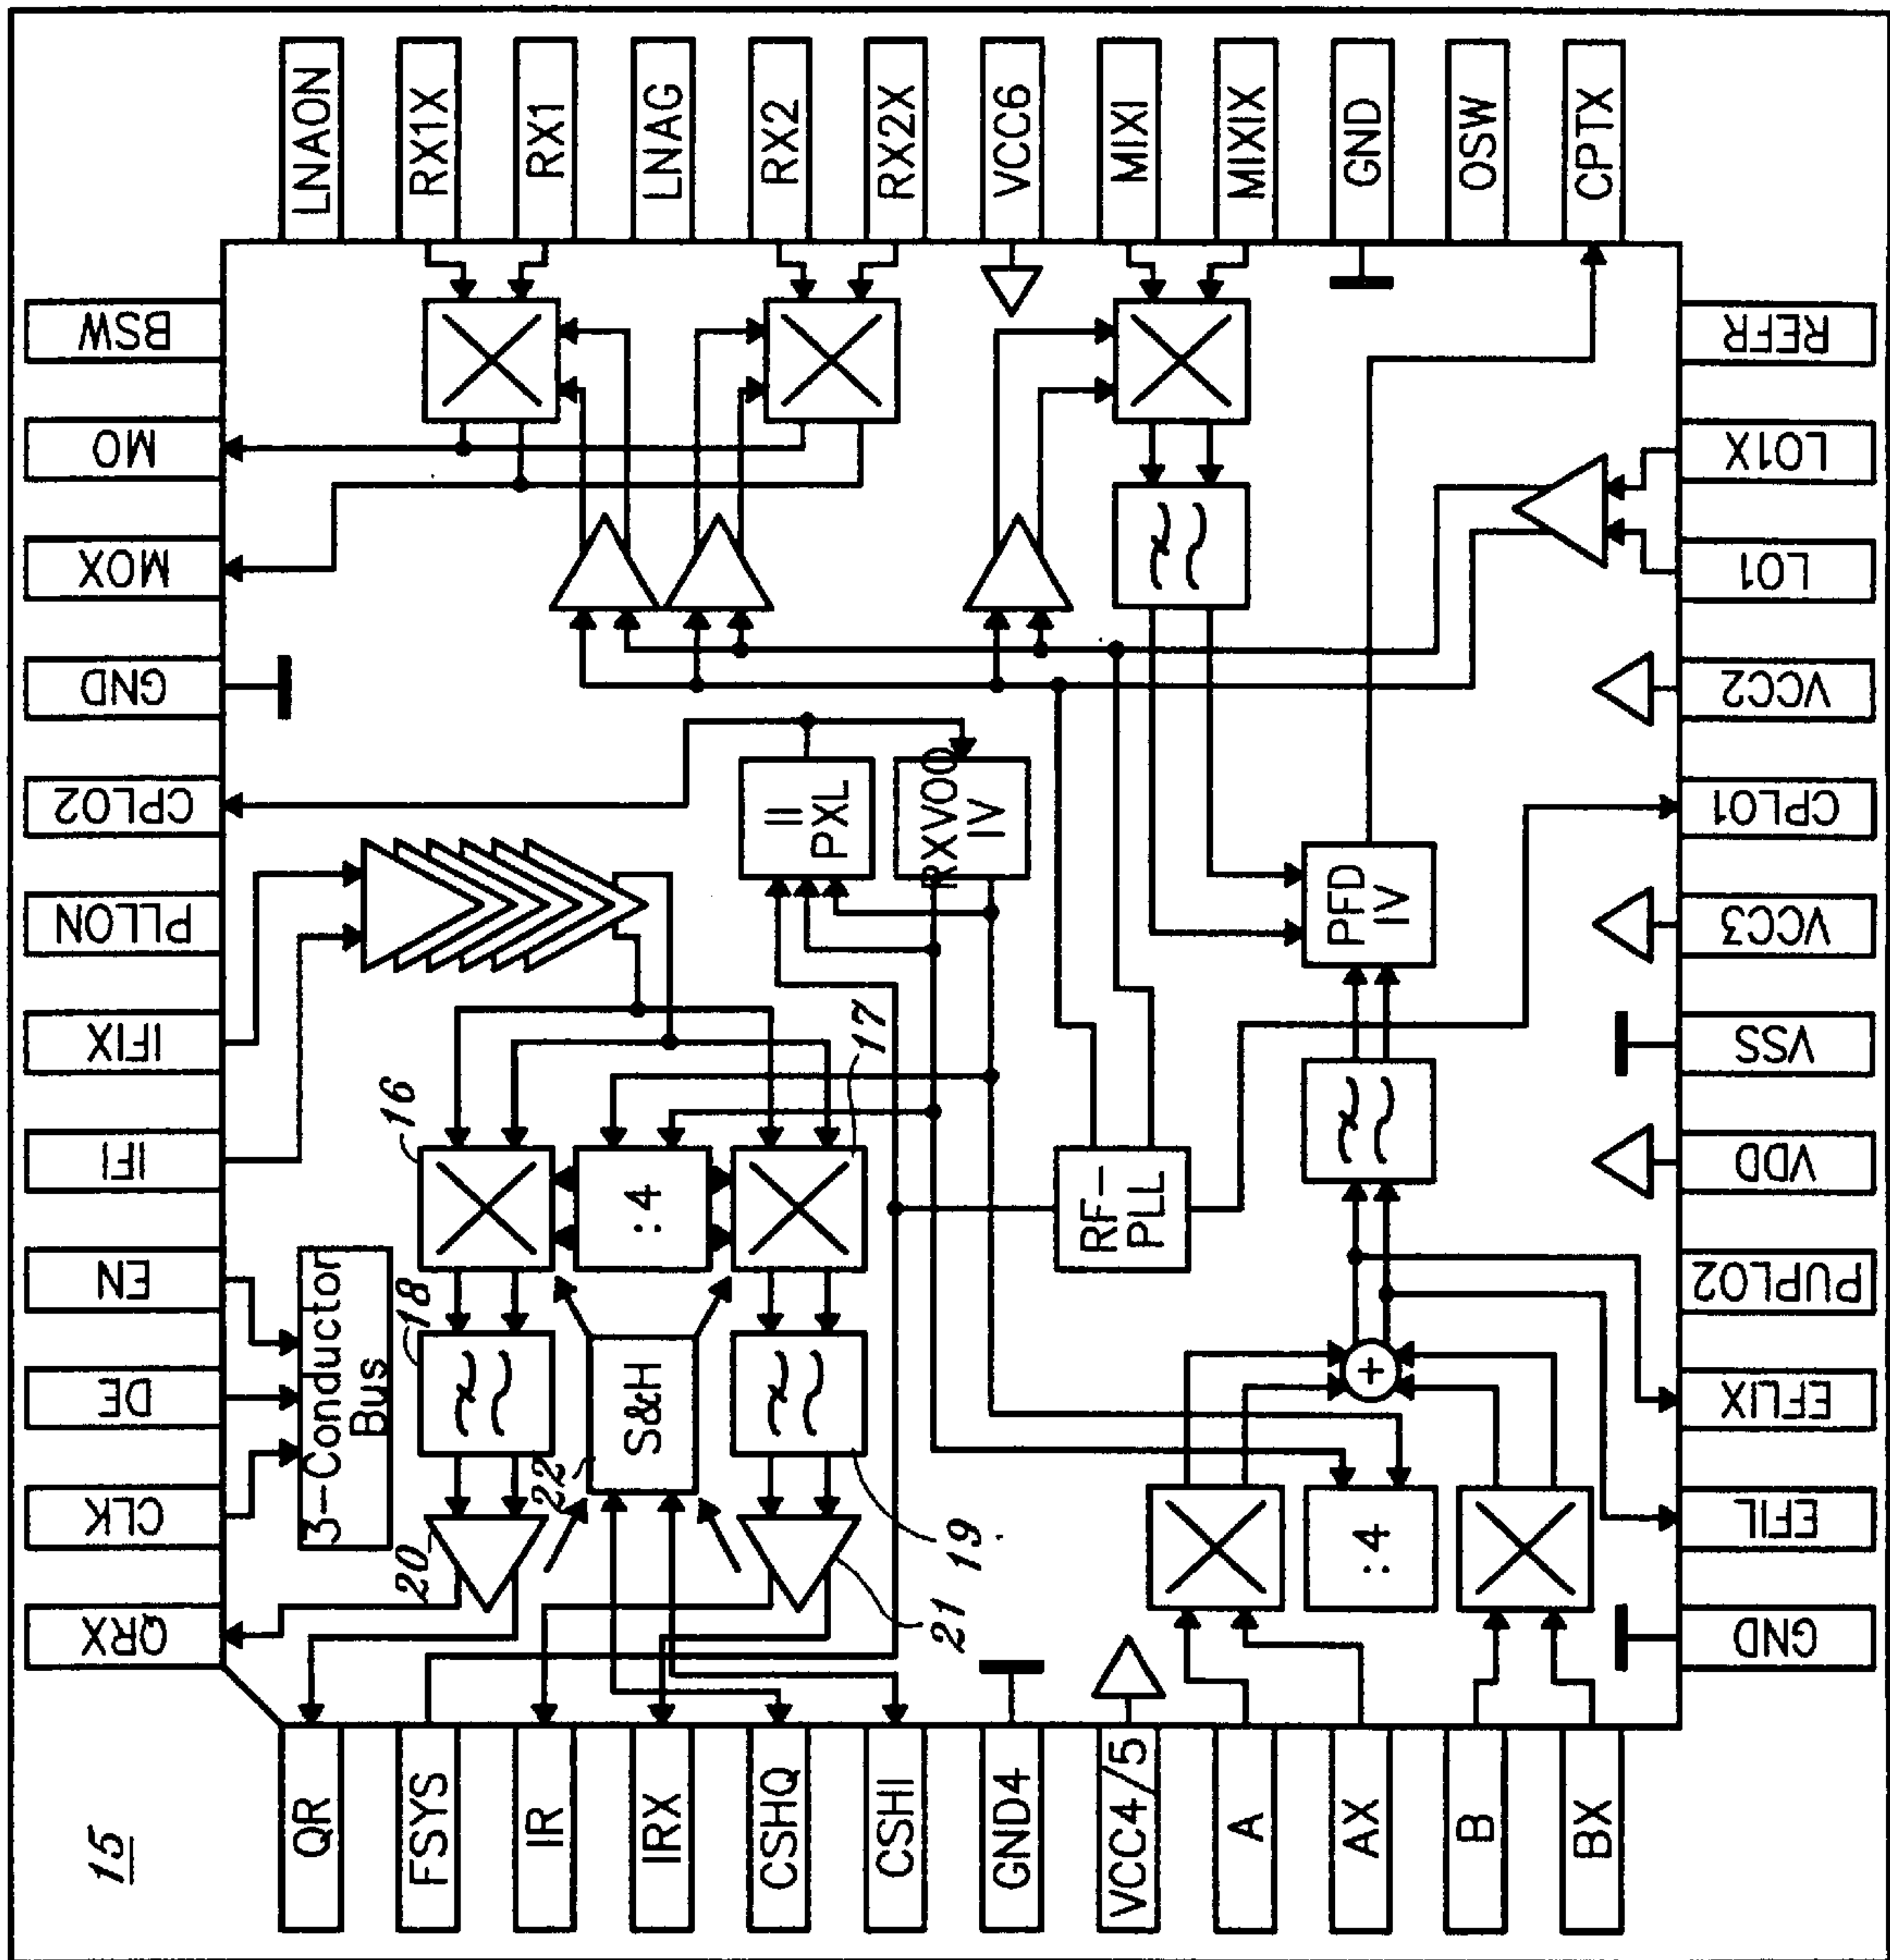 15
LNAON
RX1X
RX1
LNAG
RX2
RX2X
VCC6
MIXI
MIXIX
GND
OSW
CPTX
BSW
MO
MOX
GND
CPLO2
PLLON
IFIX
IFI
EN
DE
CLK
QRX
REFR
LO1X
LO1
VCC2
CPLO1
VCC3
VSS
VDD
PUPLO2
EFLIX
EFIL
GND
QR
FSYS
IR
IRX
CSHQ
CSHI
GND4
VCC4/5
A
AX
B
BX
3-Conductor
Bus
II
PXL
RXVOO
IV
PFD
IV
RF-
PLL
16
:4
17
18
S&H
22
19
20
21
+
:4